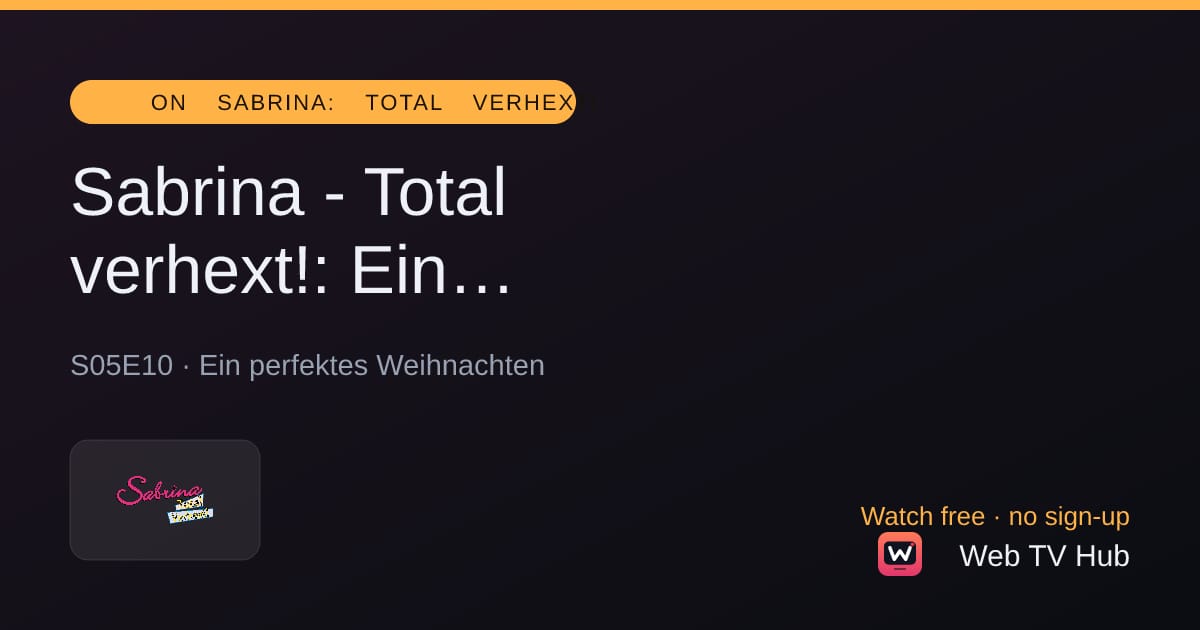 ON SABRINA: TOTAL VERHEX
Sabrina - Total
verhext!: Ein…
S05E10 · Ein perfektes Weihnachten
Sabrina
Watch free · no sign-up
W
Web TV Hub